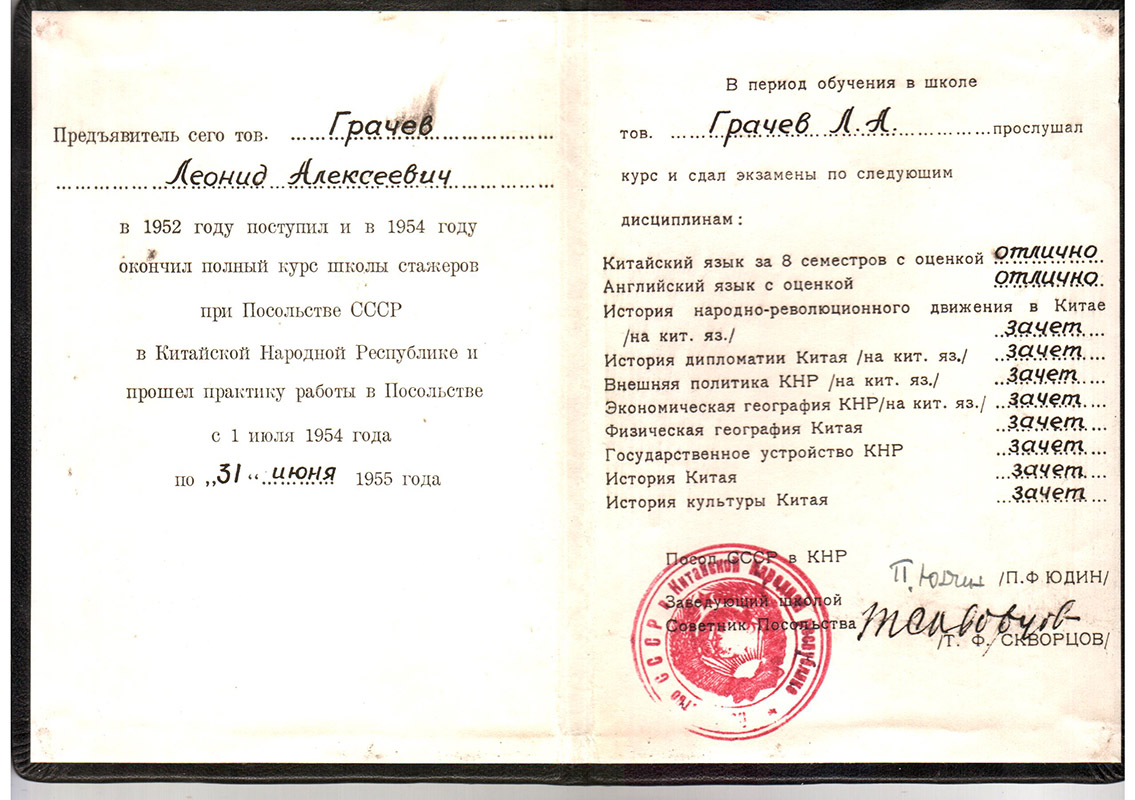 Предъявитель сего тов. ...... Грачев ......
...... Леонид Алексеевич ......
в 1952 году поступил и в 1954 году
окончил полный курс школы стажеров
при Посольстве СССР
в Китайской Народной Республике и
прошел практику работы в Посольстве
с 1 июля 1954 года
по „31“ июня 1955 года
В период обучения в школе
тов. ...... Грачев Л. А. ...... прослушал
курс и сдал экзамены по следующим
дисциплинам:
Китайский язык за 8 семестров с оценкой отлично
Английский язык с оценкой отлично
История народно-революционного движения в Китае
/на кит. яз./ зачет
История дипломатии Китая /на кит. яз./ зачет
Внешняя политика КНР /на кит. яз./ зачет
Экономическая география КНР/на кит. яз./ зачет
Физическая география Китая зачет
Государственное устройство КНР зачет
История Китая зачет
История культуры Китая зачет
Посол СССР в КНР
П. Юдин /П.Ф ЮДИН/
Заведующий школой
Советник Посольства
/Т. Ф. СКВОРЦОВ/
СССР в Китайской Народной Республике